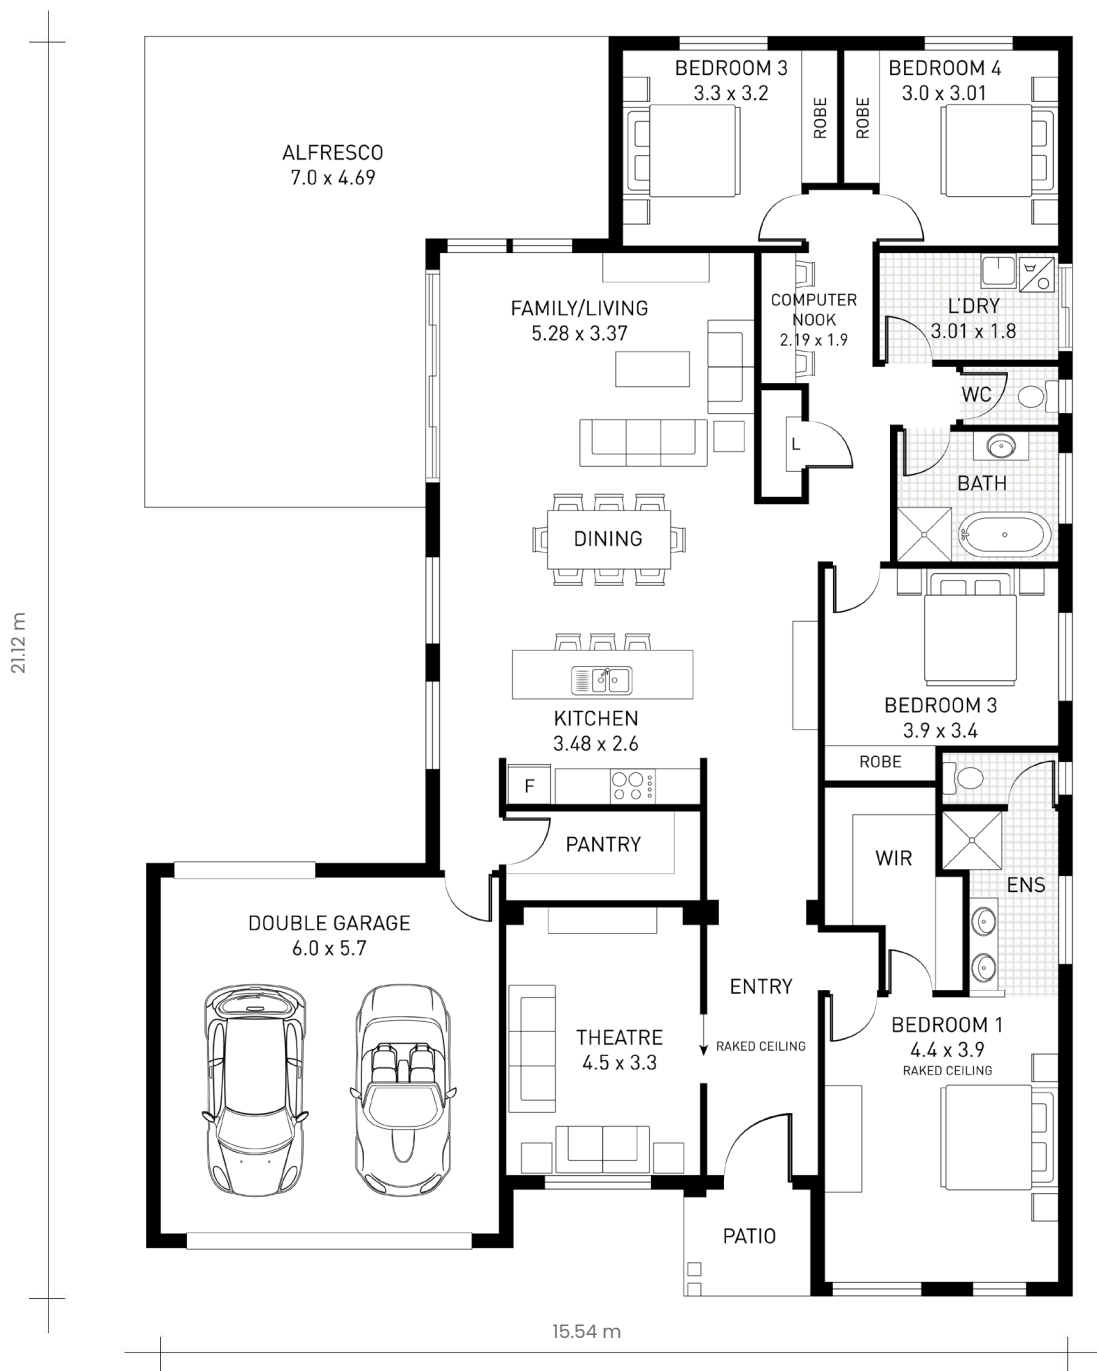 BEDROOM 3
3.3 x 3.2
ROBE
ROBE
BEDROOM 4
3.0 x 3.01
ALFRESCO
7.0 x 4.69
FAMILY/LIVING
5.28 x 3.37
COMPUTER
NOOK
2.19 x 1.9
L'DRY
3.01 x 1.8
WC
L
BATH
DINING
21.12 m
KITCHEN
3.48 x 2.6
BEDROOM 3
3.9 x 3.4
ROBE
F
PANTRY
WIR
ENS
DOUBLE GARAGE
6.0 x 5.7
ENTRY
THEATRE
4.5 x 3.3
RAKED CEILING
BEDROOM 1
4.4 x 3.9
RAKED CEILING
PATIO
15.54 m